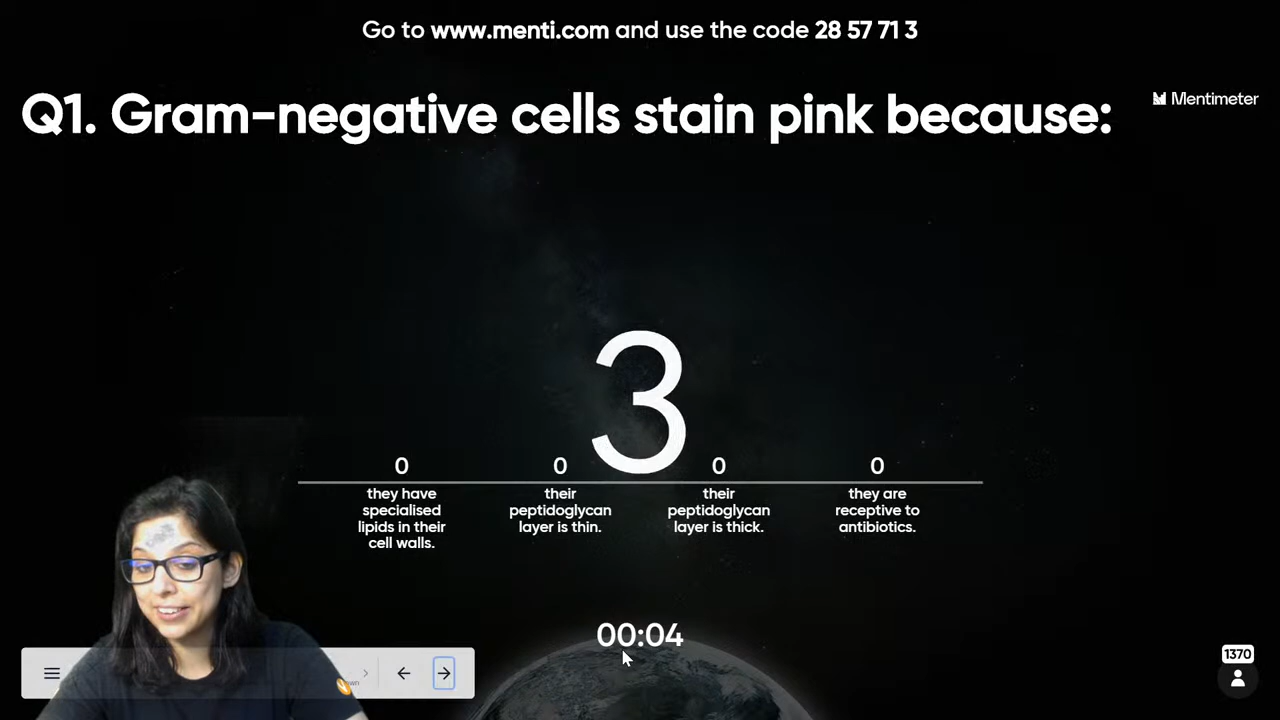 Go to www.menti.com and use the code 28 57 71 3
Q1. Gram-negative cells stain pink because:
Mentimeter
3
0
they have
specialised
lipids in their
cell walls.
0
their
peptidoglycan
layer is thin.
0
their
peptidoglycan
layer is thick.
0
they are
receptive to
antibiotics.
00:04
1370